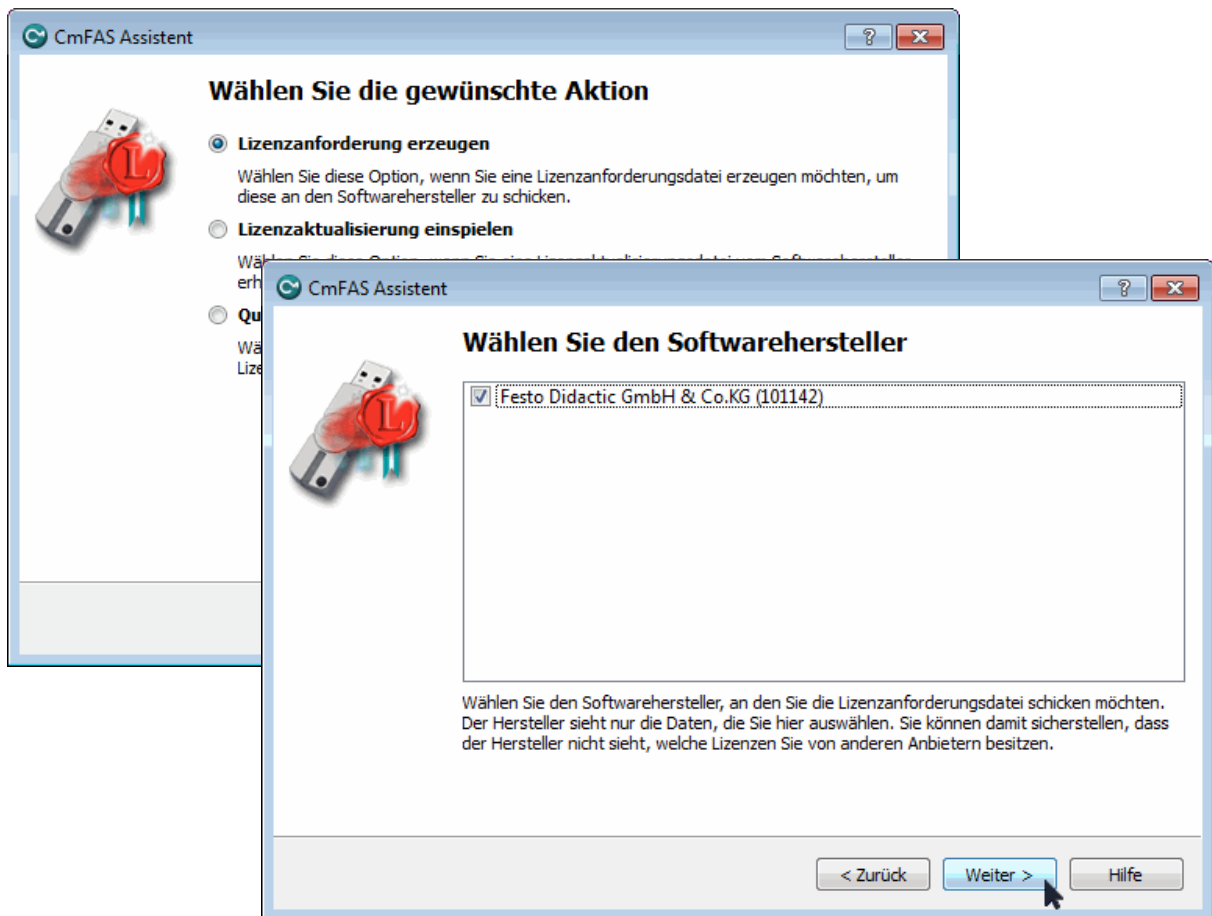 CmFAS Assistent
Wählen Sie die gewünschte Aktion
Lizenzanforderung erzeugen
Wählen Sie diese Option, wenn Sie eine Lizenzanforderungsdatei erzeugen möchten, um
diese an den Softwarehersteller zu schicken.
Lizenzaktualisierung einspielen
CmFAS Assistent
Wählen Sie den Softwarehersteller
Festo Didactic GmbH & Co.KG (101142)
Wählen Sie den Softwarehersteller, an den Sie die Lizenzanforderungsdatei schicken möchten.
Der Hersteller sieht nur die Daten, die Sie hier auswählen. Sie können damit sicherstellen, dass
der Hersteller nicht sieht, welche Lizenzen Sie von anderen Anbietern besitzen.
< Zurück
Weiter >
Hilfe